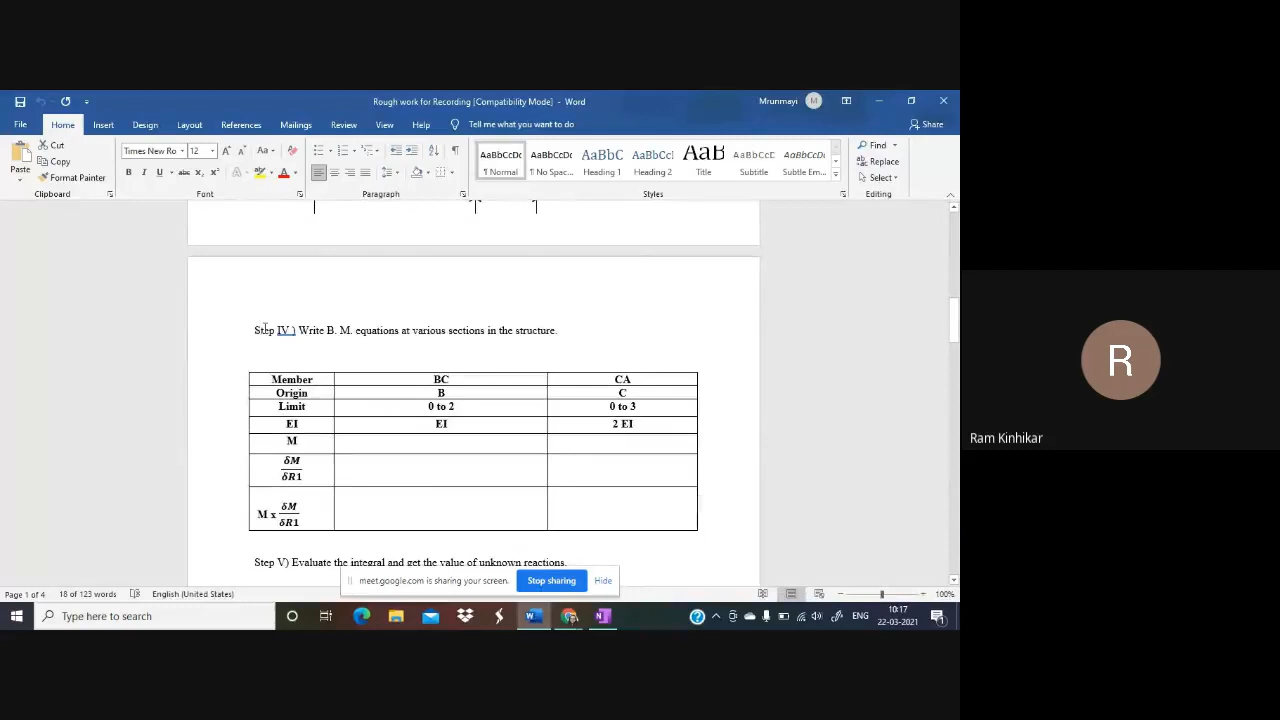 Rough work for Recording [Compatibility Mode] - Word
Mrunmayi
M
File Home Insert Design Layout References Mailings Review View Help Tell me what you want to do
Share
Paste
Cut
Copy
Format Painter
Clipboard
Times New Ro 12
Font
Paragraph
AaBbCcDc AaBbCcDc AaBbC AaBbCcI AaB AaBbCcD AaBbCcDc
¶ Normal ¶ No Spac... Heading 1 Heading 2 Title Subtitle Subtle Em...
Styles
Find
Replace
Select
Editing
Step IV ) Write B. M. equations at various sections in the structure.
Member BC CA
Origin B C
Limit 0 to 2 0 to 3
EI EI 2 EI
M
δM
δR1
M x δM
δR1
Step V) Evaluate the integral and get the value of unknown reactions.
meet.google.com is sharing your screen. Stop sharing Hide
Page 1 of 4 18 of 123 words English (United States) 100%
Type here to search
ENG
10:17
22-03-2021
R
Ram Kinhikar